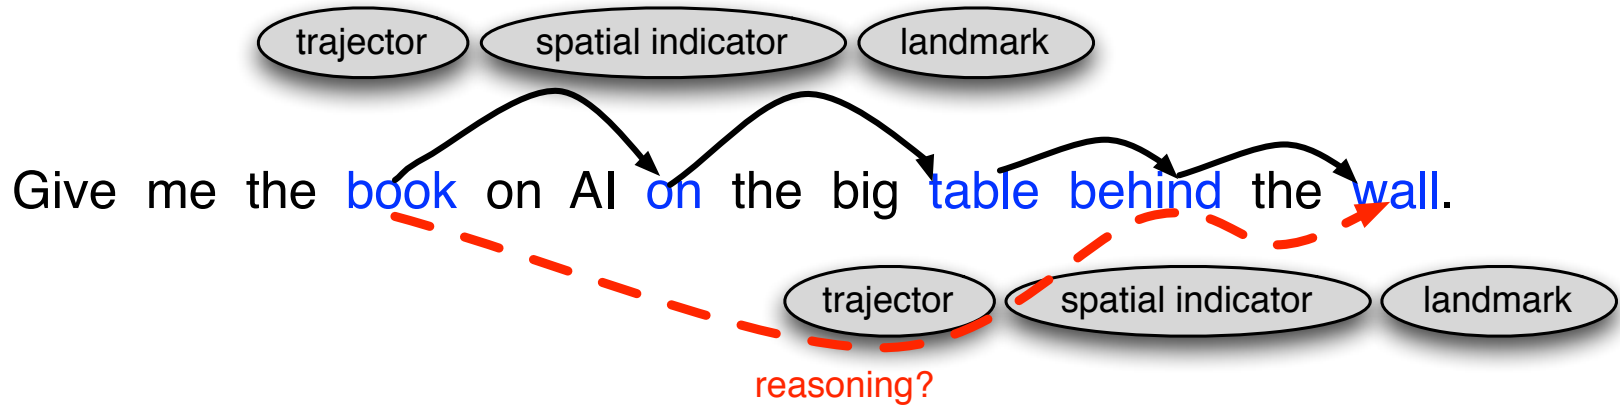 trajector spatial indicator landmark
Give me the book on AI on the big table behind the wall.
trajector spatial indicator landmark
reasoning?